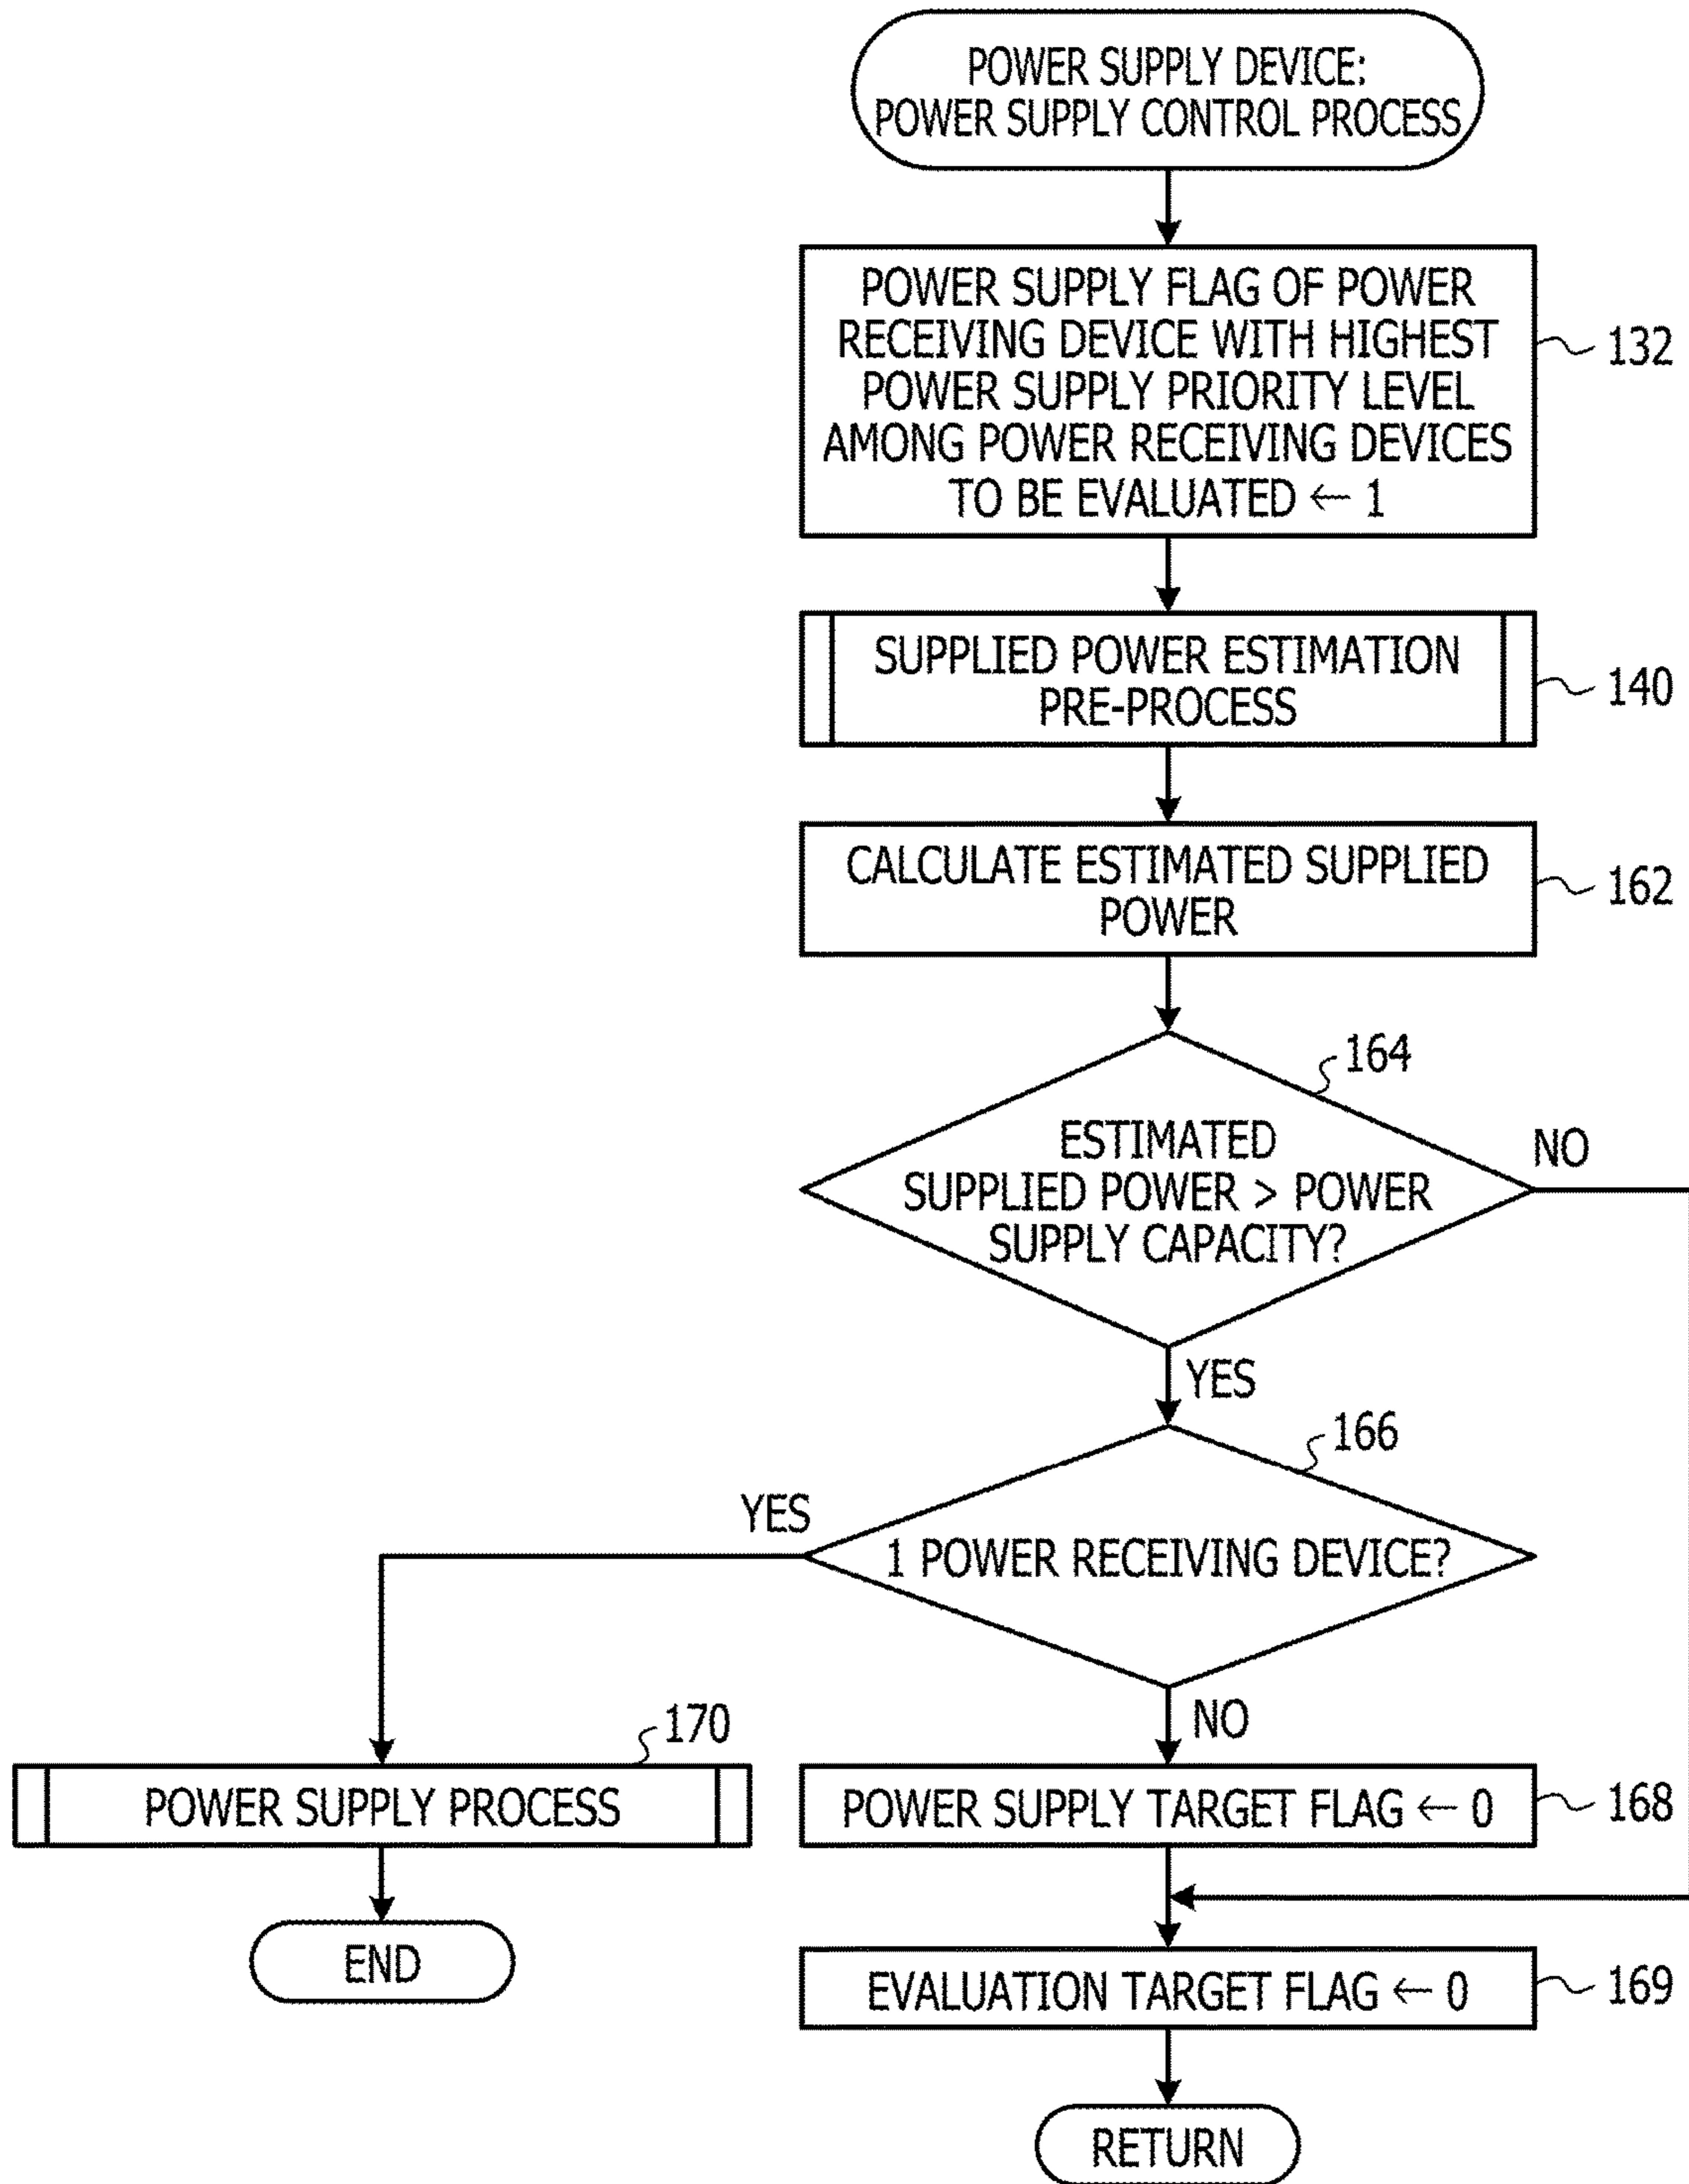 POWER SUPPLY DEVICE:
POWER SUPPLY CONTROL PROCESS
POWER SUPPLY FLAG OF POWER
RECEIVING DEVICE WITH HIGHEST
POWER SUPPLY PRIORITY LEVEL
AMONG POWER RECEIVING DEVICES
TO BE EVALUATED ← 1
132
SUPPLIED POWER ESTIMATION
PRE-PROCESS
140
CALCULATE ESTIMATED SUPPLIED
POWER
162
164
ESTIMATED
SUPPLIED POWER > POWER
SUPPLY CAPACITY?
NO
YES
166
YES
1 POWER RECEIVING DEVICE?
NO
170
POWER SUPPLY PROCESS
POWER SUPPLY TARGET FLAG ← 0
168
END
EVALUATION TARGET FLAG ← 0
169
RETURN